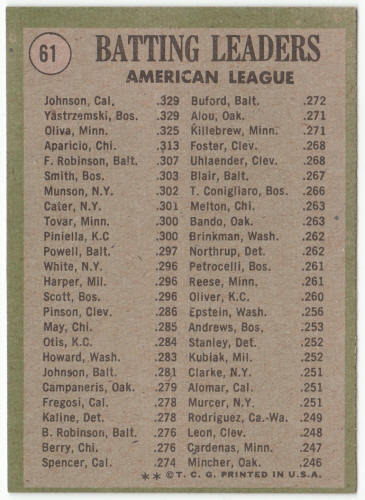 61
BATTING LEADERS
AMERICAN LEAGUE
Johnson, Cal. .329 Buford, Balt. .272
Yastrzemski, Bos. .329 Alou, Oak. .271
Oliva, Minn. .325 Killebrew, Minn. .271
Aparicio, Chi. .313 Foster, Clev. .268
F. Robinson, Balt. .307 Uhlaender, Clev. .268
Smith, Bos. .303 Blair, Balt. .267
Munson, N.Y. .302 T. Conigliaro, Bos. .266
Cater, N.Y. .301 Melton, Chi. .263
Tovar, Minn. .300 Bando, Oak. .263
Piniella, K.C .300 Brinkman, Wash. .262
Powell, Balt. .297 Northrup, Det. .262
White, N.Y. .296 Petrocelli, Bos. .261
Harper, Mil. .296 Reese, Minn. .261
Scott, Bos. .296 Oliver, K.C. .260
Pinson, Clev. .286 Epstein, Wash. .256
May, Chi. .285 Andrews, Bos. .253
Otis, K.C. .284 Stanley, Det. .252
Howard, Wash. .283 Kubiak, Mil. .252
Johnson, Balt. .281 Clarke, N.Y. .251
Campaneris, Oak. .279 Alomar, Cal. .251
Fregosi, Cal. .278 Murcer, N.Y. .251
Kaline, Det. .278 Rodriguez, Ca.-Wa. .249
B. Robinson, Balt. .276 Leon, Clev. .248
Berry, Chi. .276 Cardenas, Minn. .247
Spencer, Cal. .274 Mincher, Oak. .246
** © T. C. G. PRINTED IN U.S.A.